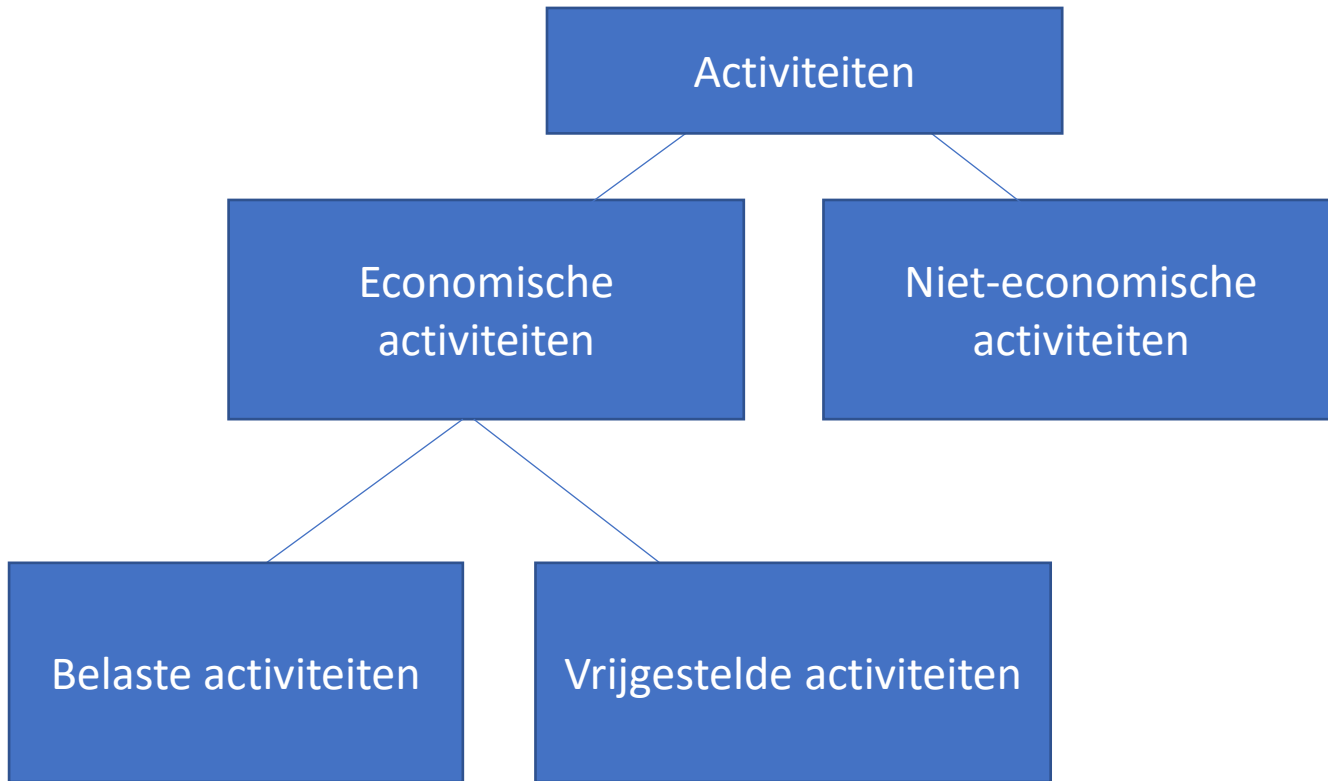 Activiteiten
Economische
activiteiten
Niet-economische
activiteiten
Belaste activiteiten
Vrijgestelde activiteiten